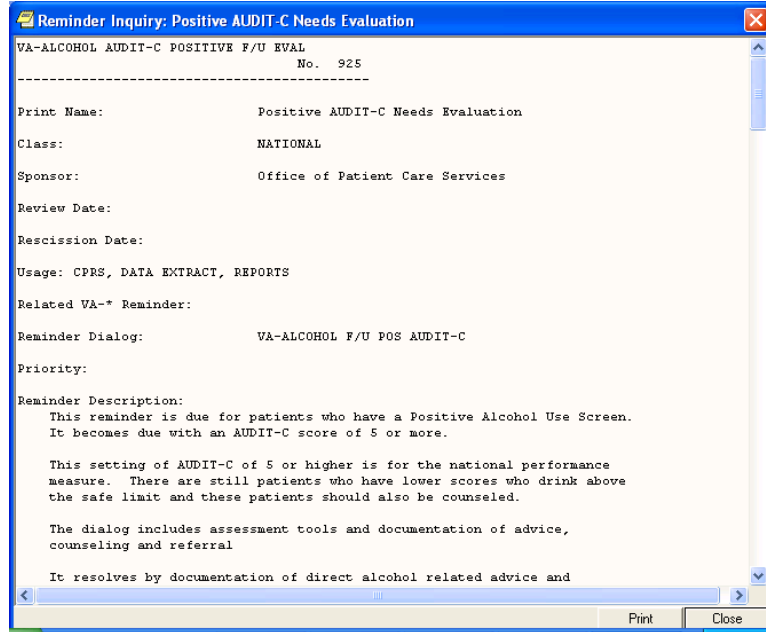 Reminder Inquiry: Positive AUDIT-C Needs Evaluation
VA-ALCOHOL AUDIT-C POSITIVE F/U EVAL
No. 925
--------------------------------------------
Print Name: Positive AUDIT-C Needs Evaluation
Class: NATIONAL
Sponsor: Office of Patient Care Services
Review Date:
Rescission Date:
Usage: CPRS, DATA EXTRACT, REPORTS
Related VA-* Reminder:
Reminder Dialog: VA-ALCOHOL F/U POS AUDIT-C
Priority:
Reminder Description:
This reminder is due for patients who have a Positive Alcohol Use Screen.
It becomes due with an AUDIT-C score of 5 or more.
This setting of AUDIT-C of 5 or higher is for the national performance
measure. There are still patients who have lower scores who drink above
the safe limit and these patients should also be counseled.
The dialog includes assessment tools and documentation of advice,
counseling and referral
It resolves by documentation of direct alcohol related advice and
Print Close